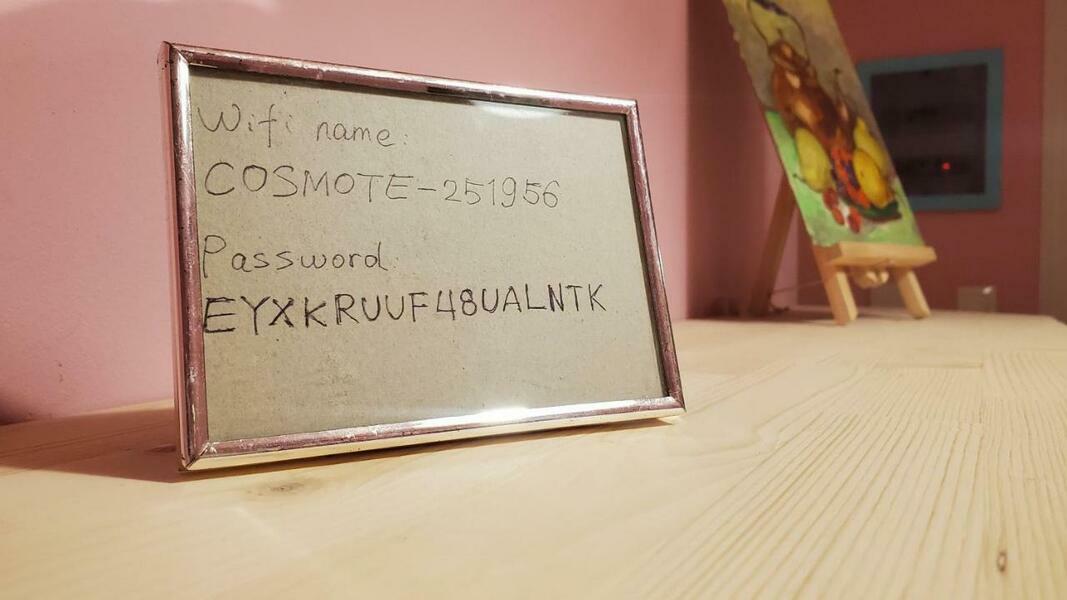 Wifi name:
COSMOTE-251956
Password:
EYXKRUUF48UALNTK